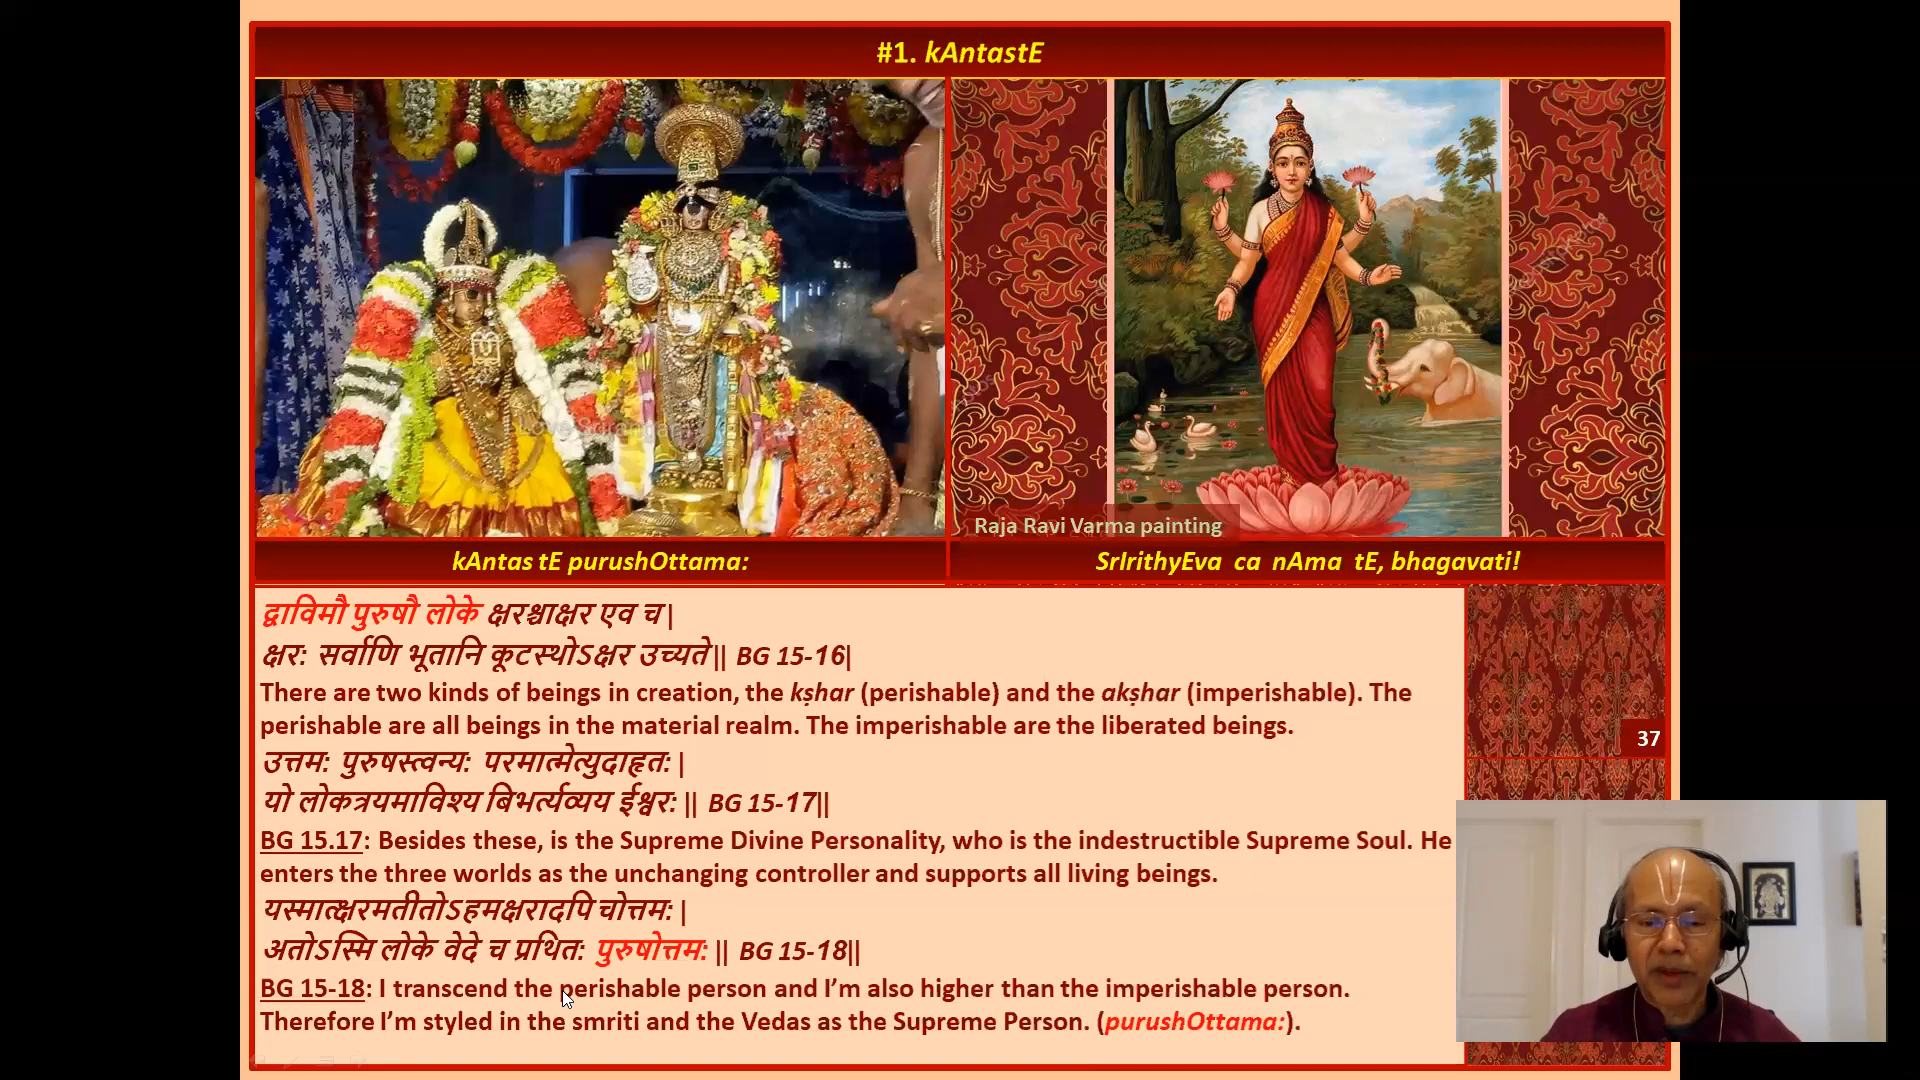 #1. kAntastE
Raja Ravi Varma painting
kAntas tE purushOttama:
SrIrithyEva ca nAma tE, bhagavati!
द्वाविमौ पुरुषौ लोके क्षरश्चाक्षर एव च |
क्षर: सर्वाणि भूतानि कूटस्थोऽक्षर उच्यते || BG 15-16|
There are two kinds of beings in creation, the kṣhar (perishable) and the akṣhar (imperishable). The
perishable are all beings in the material realm. The imperishable are the liberated beings.
उत्तम: पुरुषस्त्वन्य: परमात्मेत्युदाहृत: |
यो लोकत्रयमाविश्य बिभर्त्यव्यय ईश्वर: || BG 15-17||
37
BG 15.17: Besides these, is the Supreme Divine Personality, who is the indestructible Supreme Soul. He
enters the three worlds as the unchanging controller and supports all living beings.
यस्मात्क्षरमतीतोऽहमक्षरादपि चोत्तम: |
अतोऽस्मि लोके वेदे च प्रथित: पुरुषोत्तम: || BG 15-18||
BG 15-18: I transcend the perishable person and I’m also higher than the imperishable person.
Therefore I’m styled in the smriti and the Vedas as the Supreme Person. (purushOttama:).